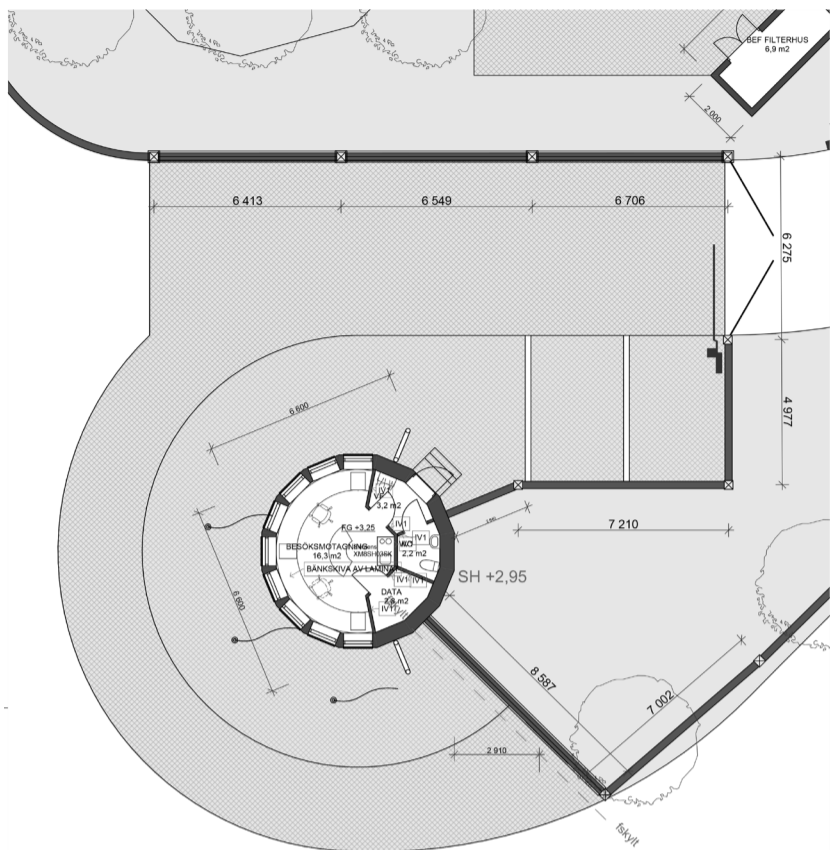 BEF FILTERHUS
6,9 m2
2 000
6 413
6 549
6 706
6 275
4 977
6 600
3,2 m2
FG +3,25
IV1
IV1
BESÖKSMOTAGNING
16,3 m2
2,2 m2
BÄNKSKIVA AV LAMINAT
IV1
IV1
DATA
IV1
7 210
SH +2,95
6 600
8 587
7 002
2 910
fskylt